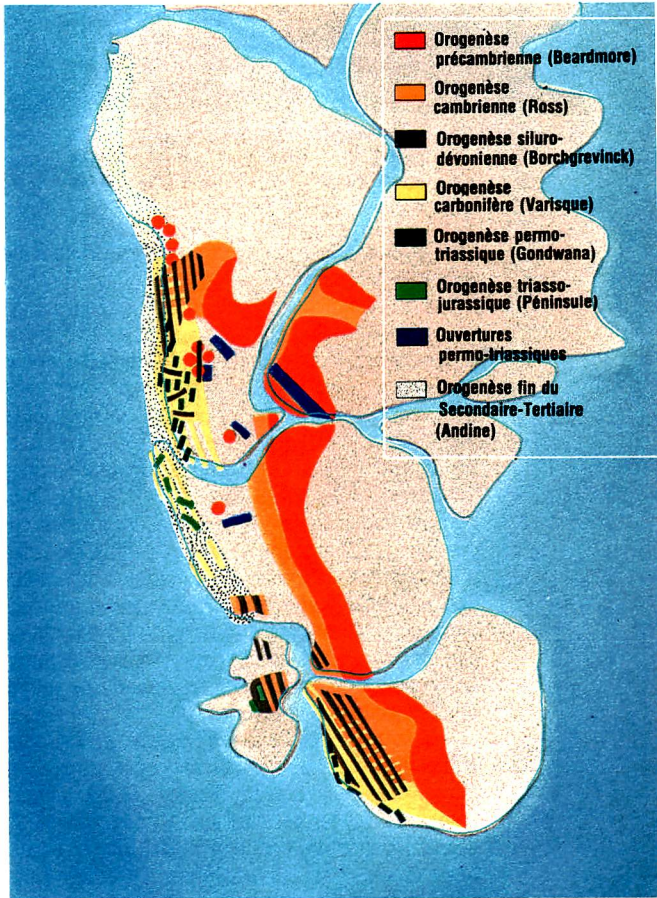 Orogenèse
précambrienne (Beardmore)
Orogenèse
cambrienne (Ross)
Orogenèse siluro-
dévonienne (Borchgrevinck)
Orogenèse
carbonifère (Varisque)
Orogenèse permo-
triassique (Gondwana)
Orogenèse triasso-
jurassique (Péninsule)
Ouvertures
permo-triassiques
Orogenèse fin du
Secondaire-Tertiaire
(Andine)